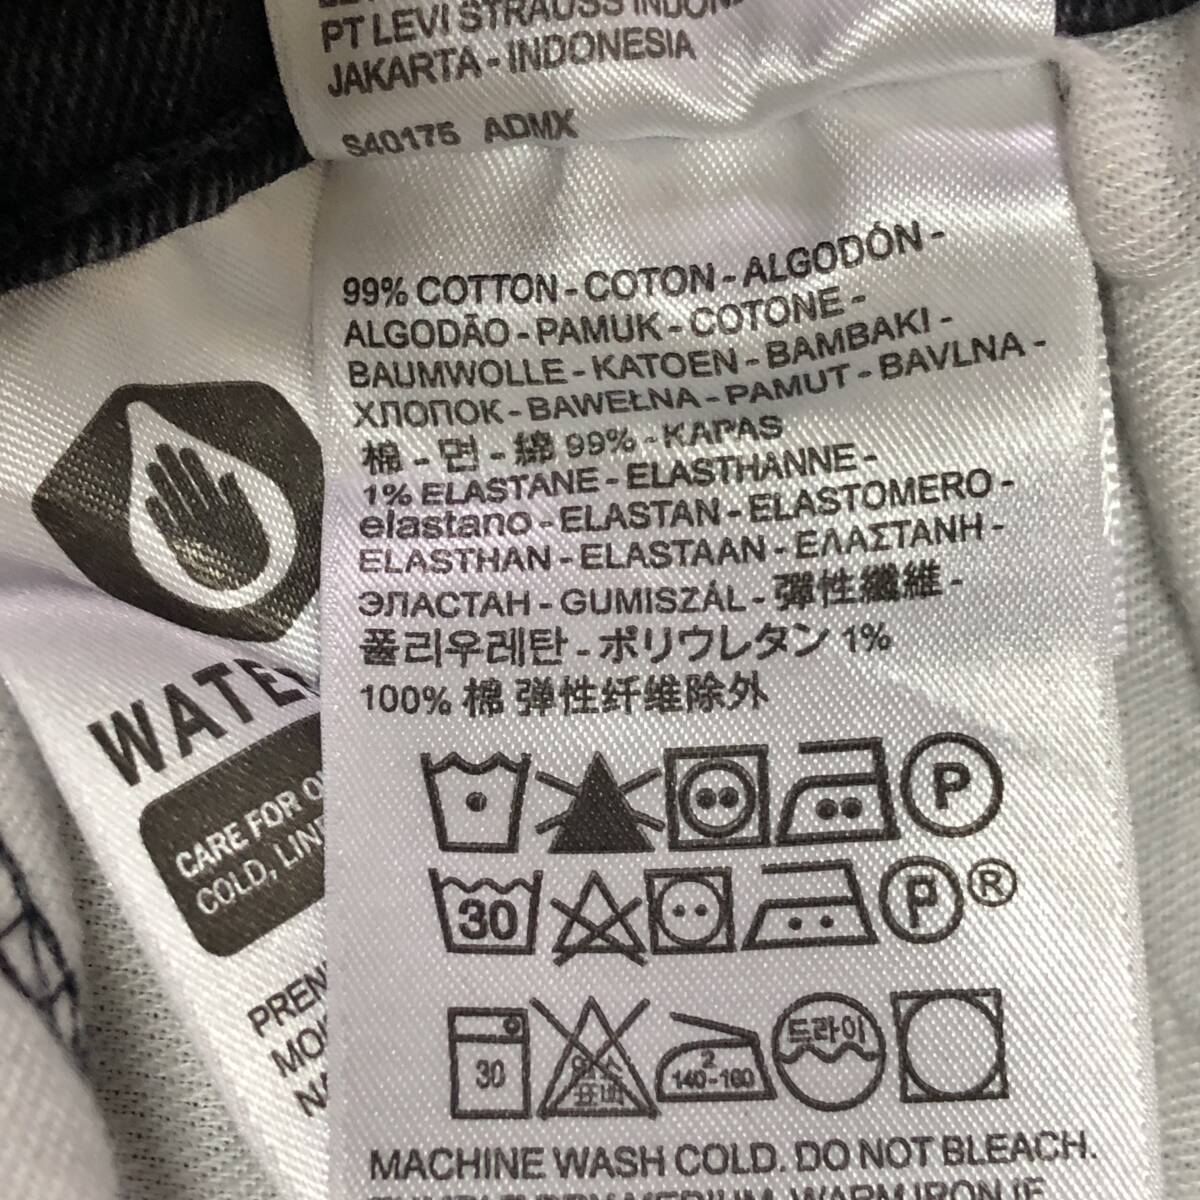 PT LEVI STRAUSS INDON
JAKARTA - INDONESIA
S40175 ADMX
99% COTTON - COTON - ALGODÓN -
ALGODÃO - PAMUK - COTONE -
BAUMWOLLE - KATOEN - BAMBAKI -
ХЛОПОК - BAWEŁNA - PAMUT - BAVLNA -
棉 - 면 - 綿 99% - KAPAS
1% ELASTANE - ELASTHANNE -
elastano - ELASTAN - ELASTOMERO -
ELASTHAN - ELASTAAN - ΕΛΑΣΤΑΝΗ -
ЭЛАСТАН - GUMISZÁL - 彈性纖維 -
폴리우레탄 - ポリウレタン 1%
100% 棉 弹性纤维除外
P
30 P ®
30 2 140-160 드라이
MACHINE WASH COLD. DO NOT BLEACH.
WATE
CARE FOR O
COLD, LIN
PREN
MO